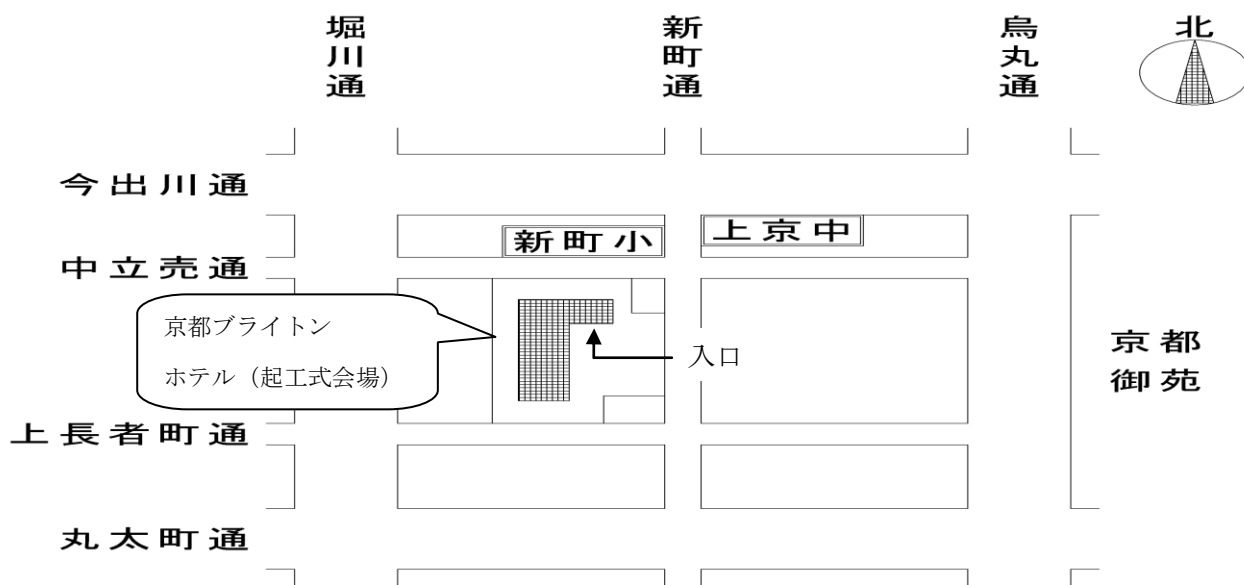 堀川通
新町通
烏丸通
北
今出川通
新町小
上京中
中立売通
京都ブライトン
ホテル（起工式会場）
入口
京都
御苑
上長者町通
丸太町通